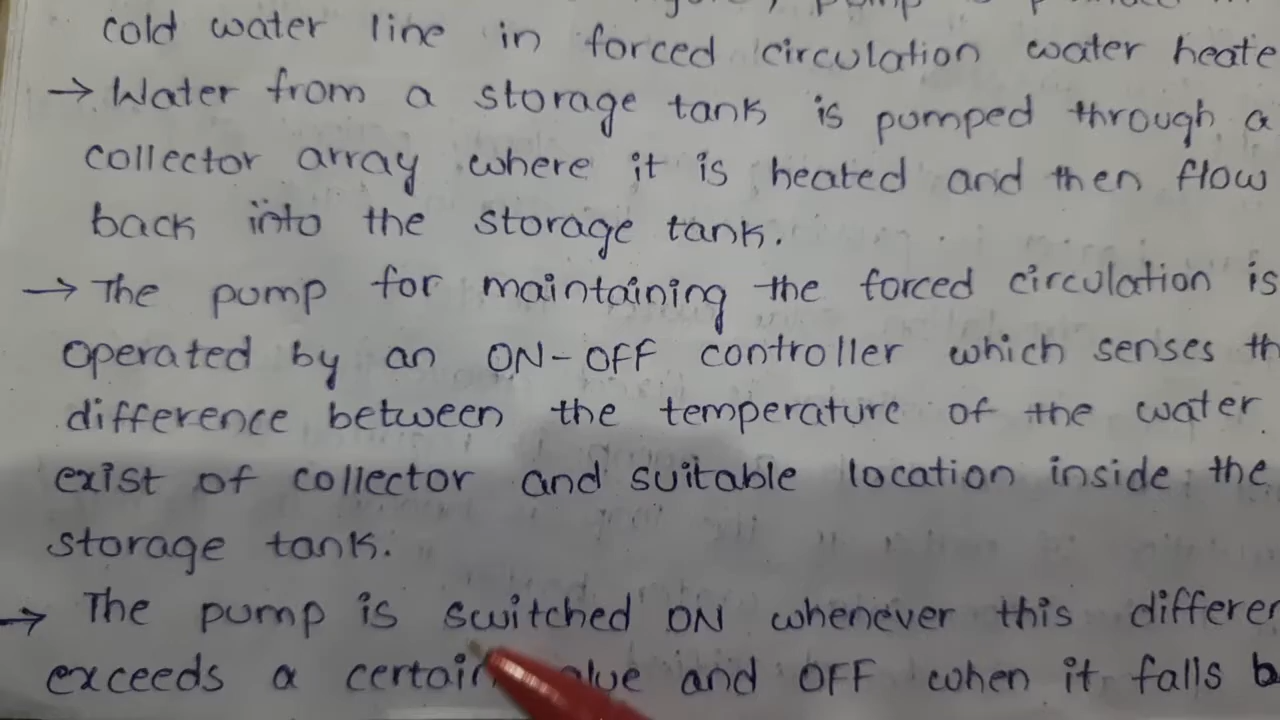 cold water line in forced circulation water heate
→ Water from a storage tank is pumped through a
collector array where it is heated and then flow
back into the storage tank.
→ The pump for maintaining the forced circulation is
operated by an ON-OFF controller which senses th
difference between the temperature of the water
exist of collector and suitable location inside the
storage tank.
→ The pump is switched ON whenever this differen
exceeds a certain and OFF when it falls b